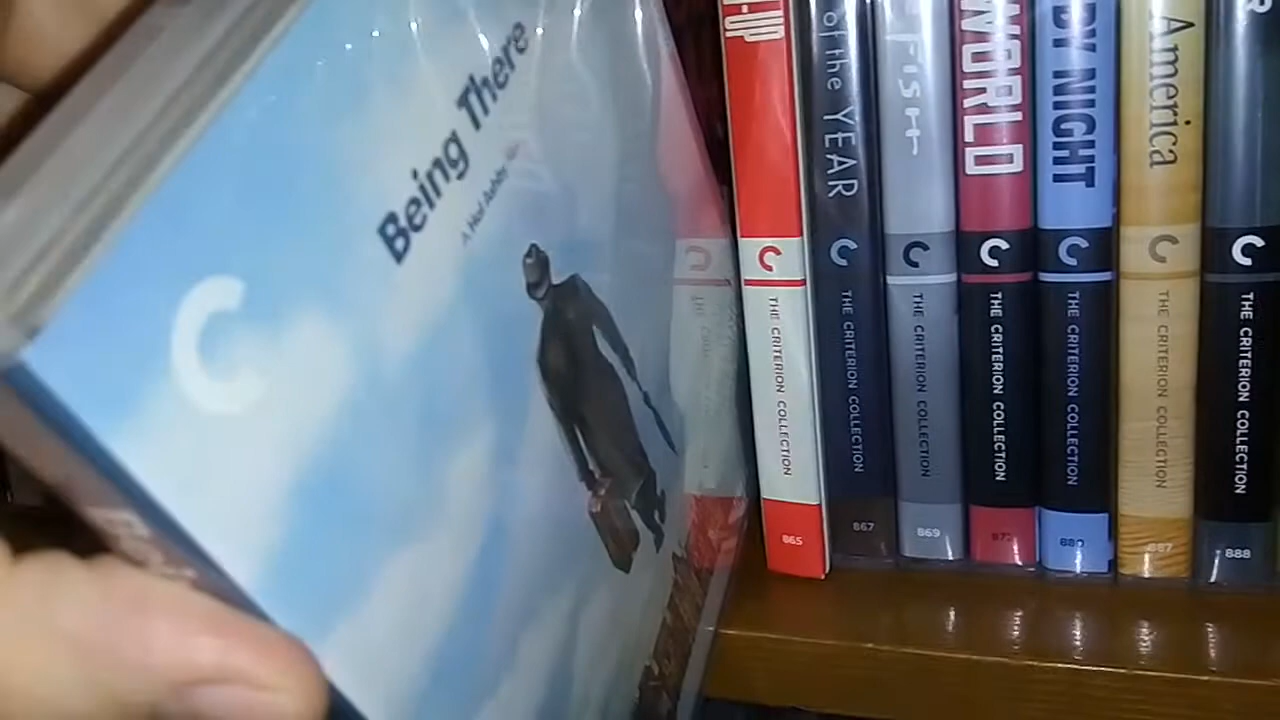 Being There
A Hal Ashby
-UP
THE CRITERION COLLECTION
865
of the YEAR
THE CRITERION COLLECTION
867
FISH
THE CRITERION COLLECTION
869
WORLD
THE CRITERION COLLECTION
DY NIGHT
THE CRITERION COLLECTION
880
America
THE CRITERION COLLECTION
887
R
THE CRITERION COLLECTION
888